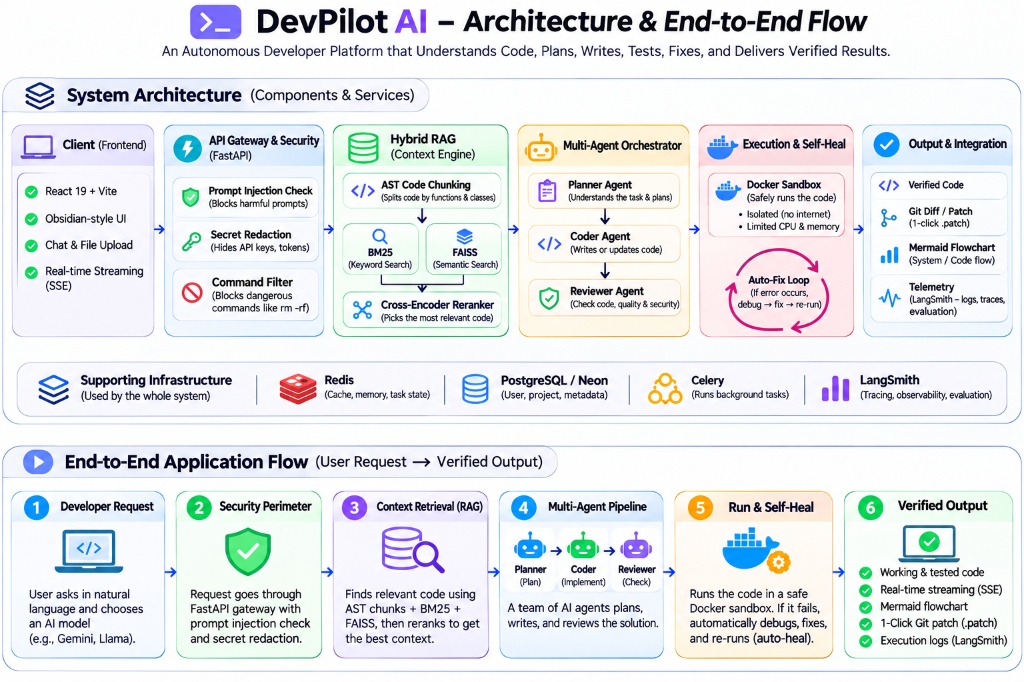 DevPilot AI – Architecture & End-to-End Flow
An Autonomous Developer Platform that Understands Code, Plans, Writes, Tests, Fixes, and Delivers Verified Results.
System Architecture (Components & Services)
Client (Frontend)
React 19 + Vite
Obsidian-style UI
Chat & File Upload
Real-time Streaming
(SSE)
API Gateway & Security
(FastAPI)
Prompt Injection Check
(Blocks harmful prompts)
Secret Redaction
(Hides API keys, tokens)
Command Filter
(Blocks dangerous
commands like rm -rf)
Hybrid RAG
(Context Engine)
</> AST Code Chunking
(Splits code by functions & classes)
BM25
(Keyword Search)
FAISS
(Semantic Search)
Cross-Encoder Reranker
(Picks the most relevant code)
Multi-Agent Orchestrator
Planner Agent
(Understands the task & plans)
</> Coder Agent
(Writes or updates code)
Reviewer Agent
(Check code, quality & security)
Execution & Self-Heal
Docker Sandbox
(Safely runs the code)
• Isolated (no internet)
• Limited CPU & memory
Auto-Fix Loop
(If error occurs,
debug → fix → re-run)
Output & Integration
</> Verified Code
Git Diff / Patch
(1-click .patch)
Mermaid Flowchart
(System / Code flow)
Telemetry
(LangSmith – logs, traces,
evaluation)
Supporting Infrastructure
(Used by the whole system)
Redis
(Cache, memory, task state)
PostgreSQL / Neon
(User, project, metadata)
Celery
(Runs background tasks)
LangSmith
(Tracing, observability, evaluation)
End-to-End Application Flow (User Request → Verified Output)
1 Developer Request
</>
User asks in natural
language and chooses
an AI model
(e.g., Gemini, Llama).
2 Security Perimeter
Request goes through
FastAPI gateway with
prompt injection check
and secret redaction.
3 Context Retrieval (RAG)
Finds relevant code using
AST chunks + BM25 +
FAISS, then reranks to get
the best context.
4 Multi-Agent Pipeline
Planner
(Plan)
Coder
(Implement)
Reviewer
(Check)
A team of AI agents plans,
writes, and reviews the solution.
5 Run & Self-Heal
Runs the code in a safe
Docker sandbox. If it fails,
automatically debugs, fixes,
and re-runs (auto-heal).
6 Verified Output
Working & tested code
Real-time streaming (SSE)
Mermaid flowchart
1-Click Git patch (.patch)
Execution logs (LangSmith)